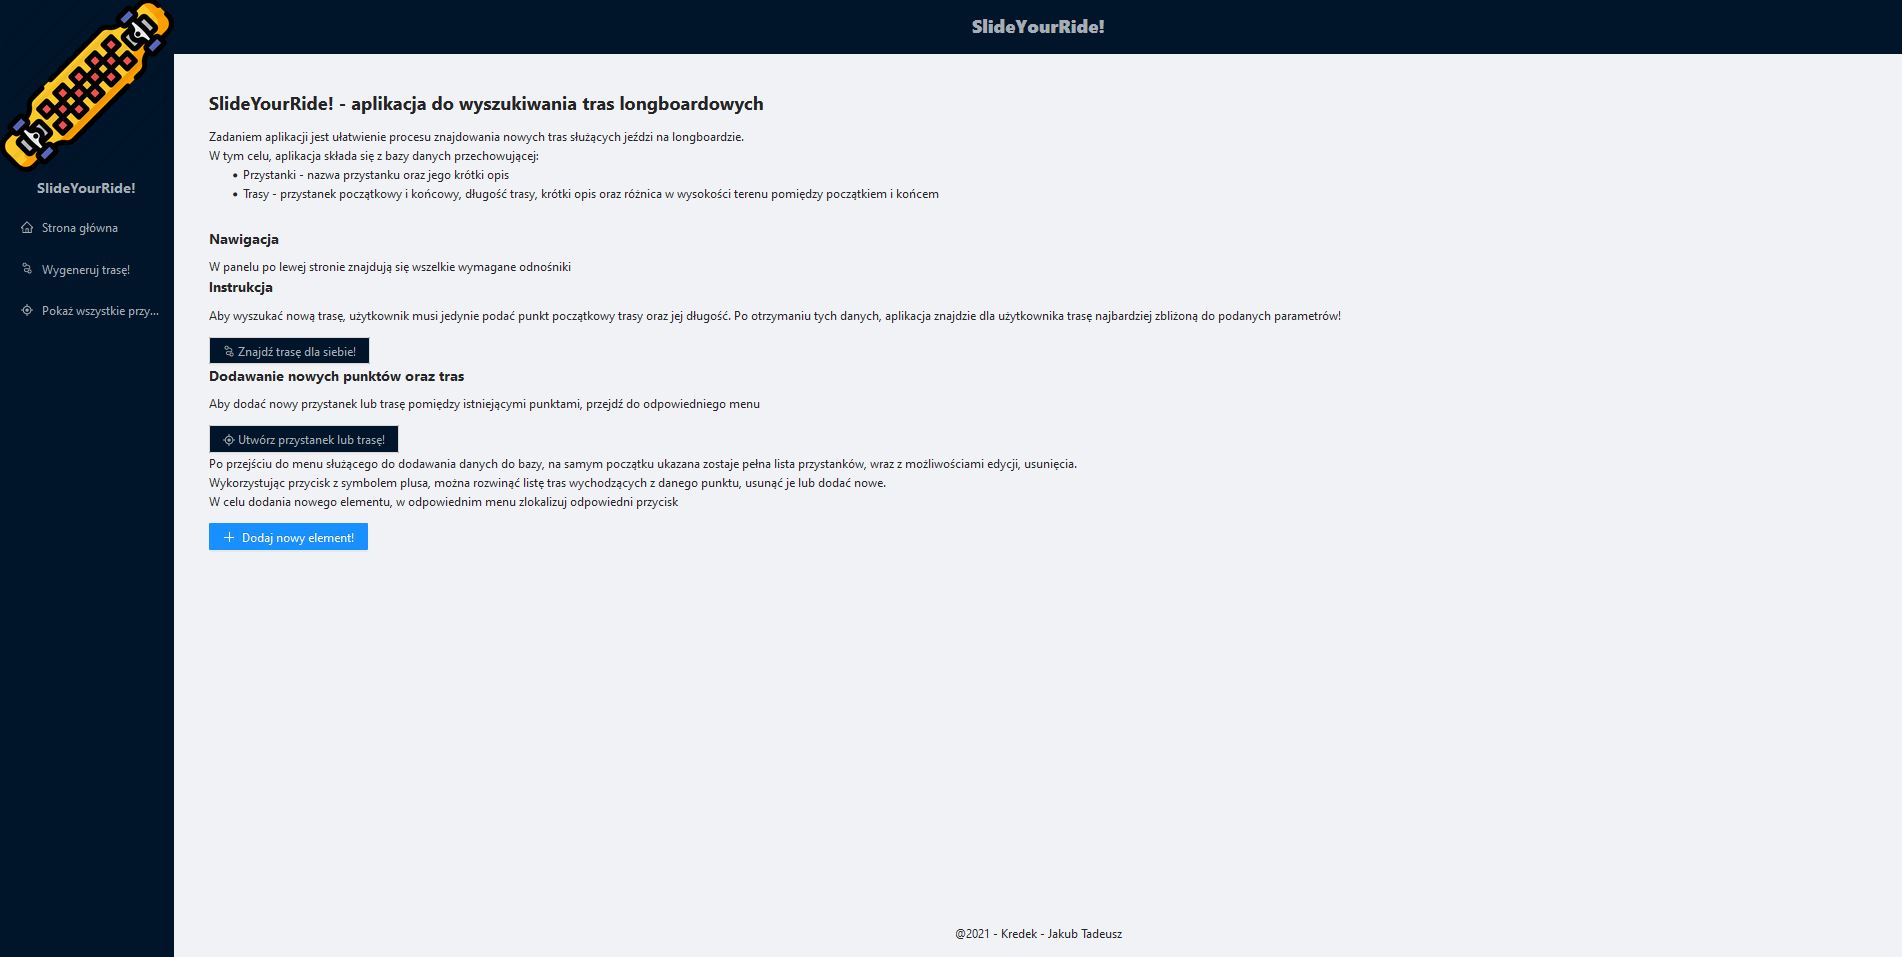 SlideYourRide!
SlideYourRide!
Strona główna
Wygeneruj trasę!
Pokaż wszystkie przy...
SlideYourRide! - aplikacja do wyszukiwania tras longboardowych
Zadaniem aplikacji jest ułatwienie procesu znajdowania nowych tras służących jeździ na longboardzie.
W tym celu, aplikacja składa się z bazy danych przechowującej:
• Przystanki - nazwa przystanku oraz jego krótki opis
• Trasy - przystanek początkowy i końcowy, długość trasy, krótki opis oraz różnica w wysokości terenu pomiędzy początkiem i końcem
Nawigacja
W panelu po lewej stronie znajdują się wszelkie wymagane odnośniki
Instrukcja
Aby wyszukać nową trasę, użytkownik musi jedynie podać punkt początkowy trasy oraz jej długość. Po otrzymaniu tych danych, aplikacja znajdzie dla użytkownika trasę najbardziej zbliżoną do podanych parametrów!
Znajdź trasę dla siebie!
Dodawanie nowych punktów oraz tras
Aby dodać nowy przystanek lub trasę pomiędzy istniejącymi punktami, przejdź do odpowiedniego menu
Utwórz przystanek lub trasę!
Po przejściu do menu służącego do dodawania danych do bazy, na samym początku ukazana zostaje pełna lista przystanków, wraz z możliwościami edycji, usunięcia.
Wykorzystując przycisk z symbolem plusa, można rozwinąć listę tras wychodzących z danego punktu, usunąć je lub dodać nowe.
W celu dodania nowego elementu, w odpowiednim menu zlokalizuj odpowiedni przycisk
+ Dodaj nowy element!
@2021 - Kredek - Jakub Tadeusz